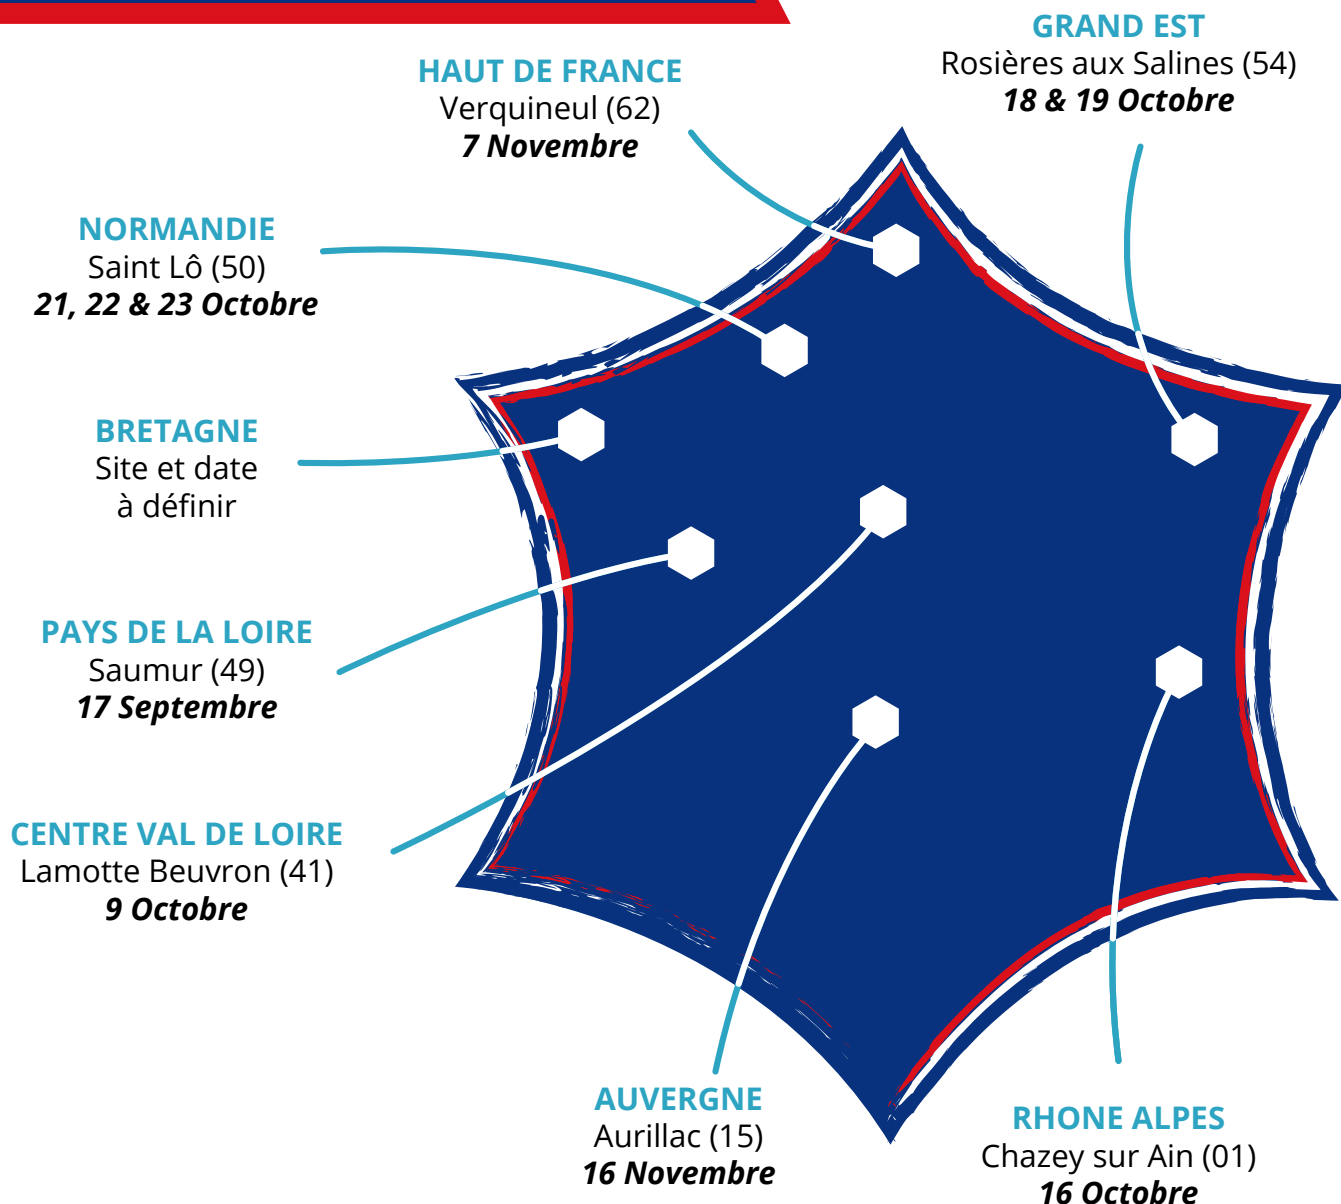 GRAND EST
Rosières aux Salines (54)
18 & 19 Octobre
HAUT DE FRANCE
Verquineul (62)
7 Novembre
NORMANDIE
Saint Lô (50)
21, 22 & 23 Octobre
BRETAGNE
Site et date
à définir
PAYS DE LA LOIRE
Saumur (49)
17 Septembre
CENTRE VAL DE LOIRE
Lamotte Beuvron (41)
9 Octobre
AUVERGNE
Aurillac (15)
16 Novembre
RHONE ALPES
Chazey sur Ain (01)
16 Octobre